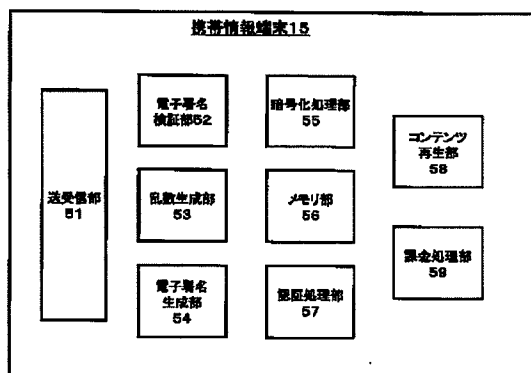 携帯情報端末15
送受信部
51
電子署名
検証部52
乱数生成部
53
電子署名
生成部
54
暗号化処理部
55
メモリ部
56
認証処理部
57
コンテンツ
再生部
58
課金処理部
59